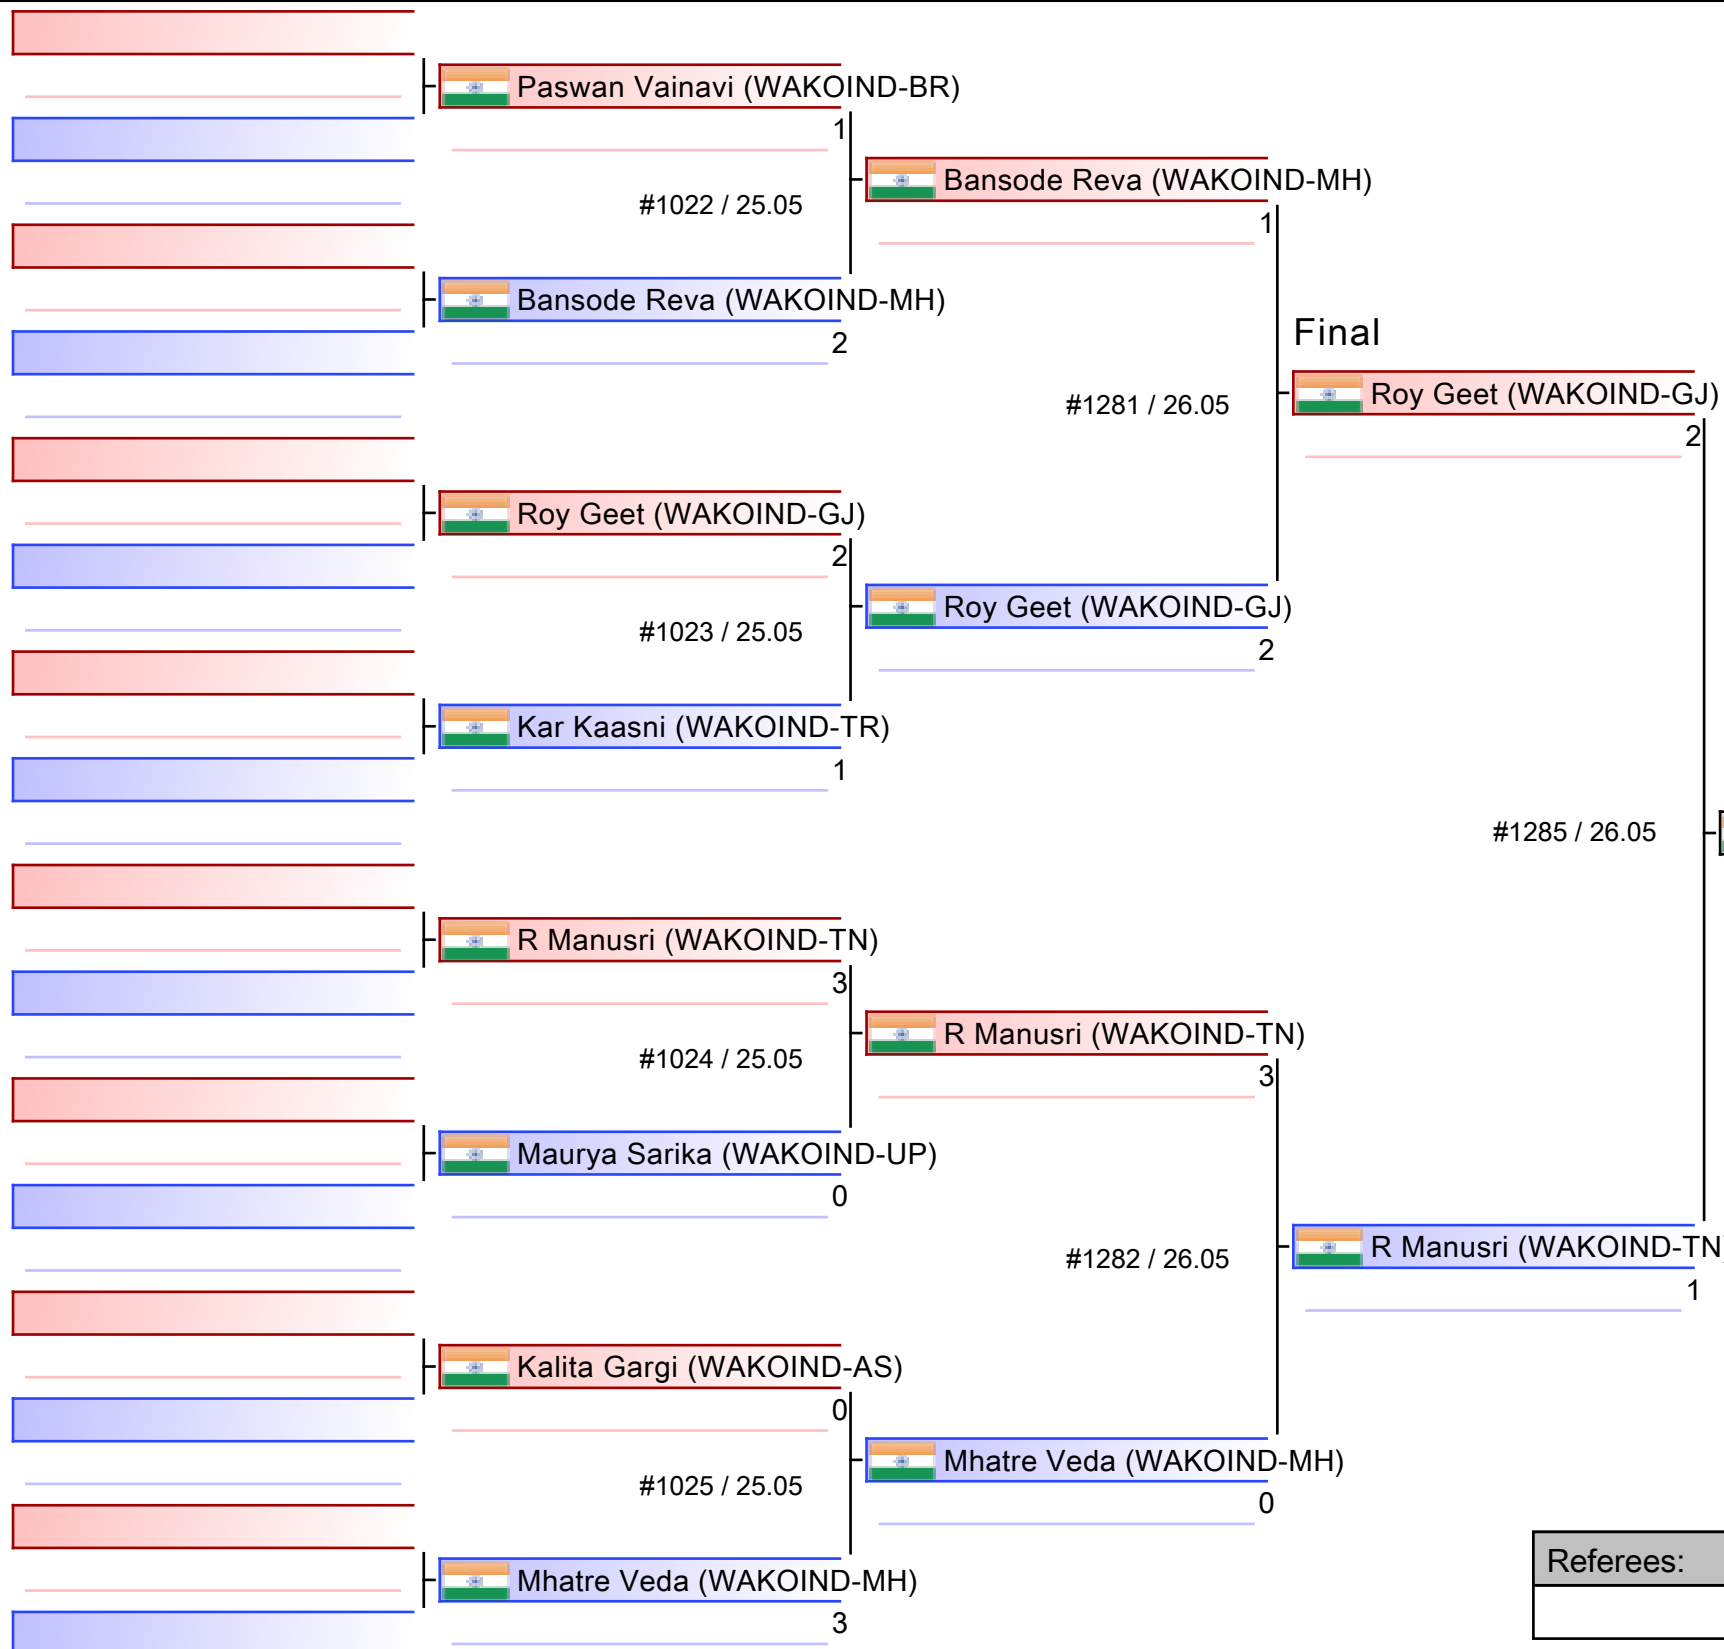 Paswan Vainavi (WAKOIND-BR)
1
#1022 / 25.05
Bansode Reva (WAKOIND-MH)
2
Roy Geet (WAKOIND-GJ)
2
#1023 / 25.05
Kar Kaasni (WAKOIND-TR)
1
R Manusri (WAKOIND-TN)
3
#1024 / 25.05
Maurya Sarika (WAKOIND-UP)
0
Kalita Gargi (WAKOIND-AS)
0
#1025 / 25.05
Mhatre Veda (WAKOIND-MH)
3
Bansode Reva (WAKOIND-MH)
1
#1281 / 26.05
Roy Geet (WAKOIND-GJ)
2
R Manusri (WAKOIND-TN)
3
#1282 / 26.05
Mhatre Veda (WAKOIND-MH)
0
Final
Roy Geet (WAKOIND-GJ)
2
#1285 / 26.05
R Manusri (WAKOIND-TN)
1
Referees: